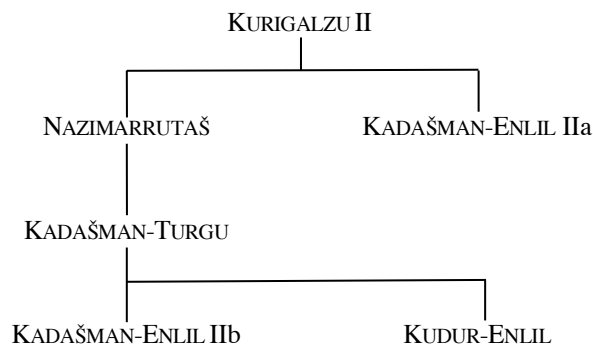 KURIGALZU II
NAZIMARRUTAŠ KADAŠMAN-ENLIL IIa
KADAŠMAN-TURGU
KADAŠMAN-ENLIL IIb KUDUR-ENLIL